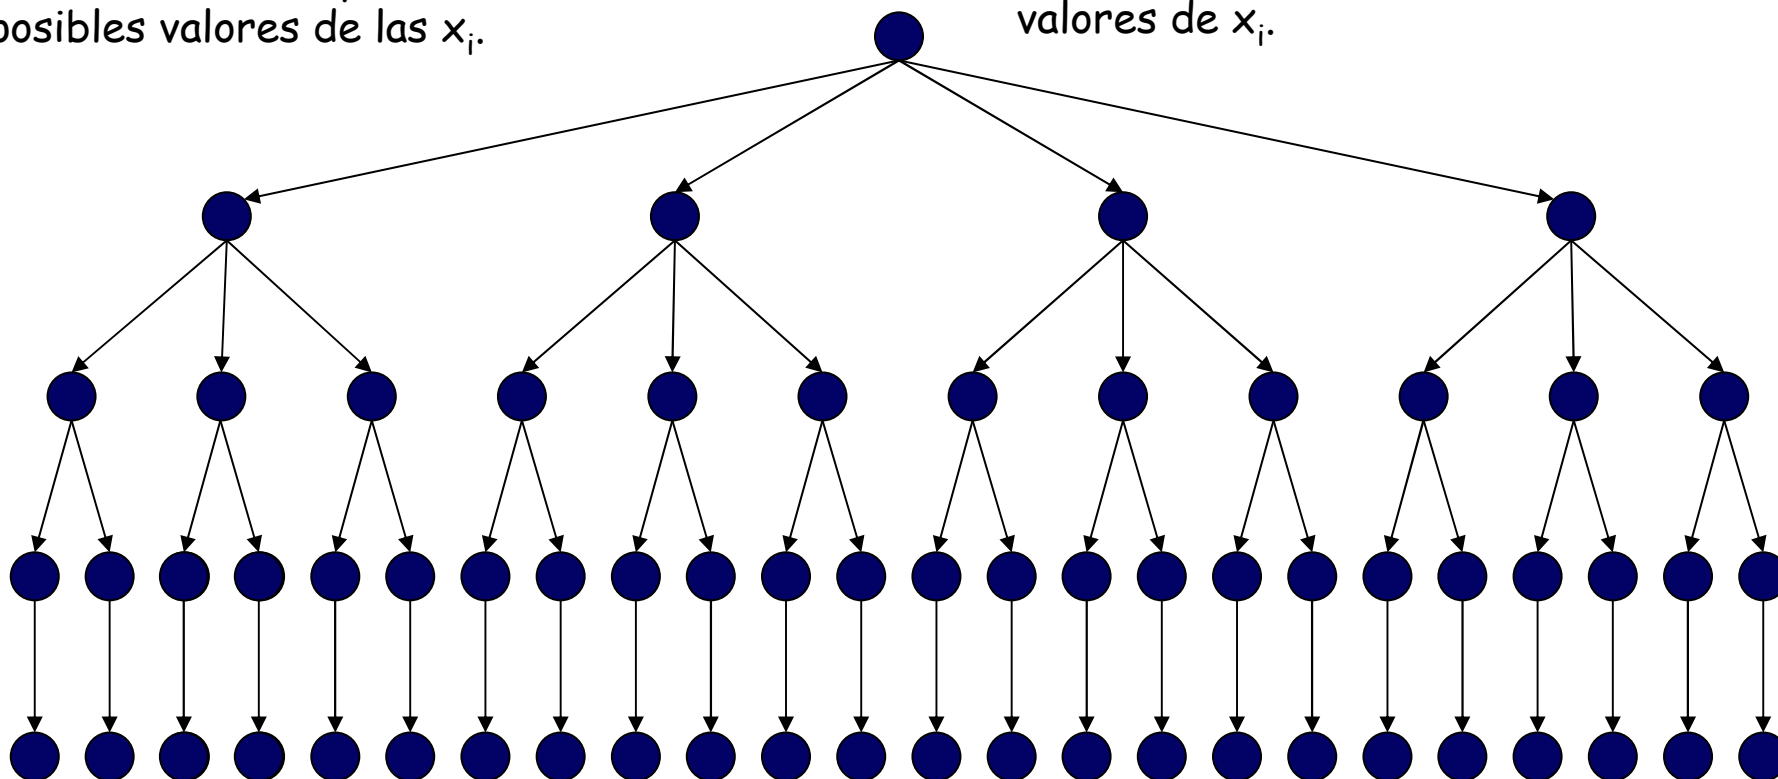 posibles valores de las xi.
valores de xi.